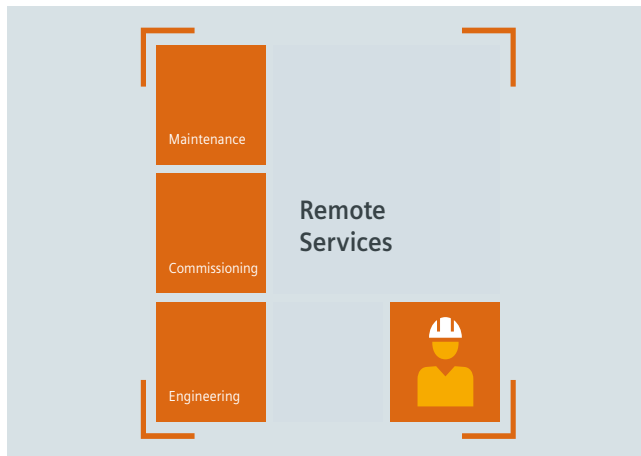 Maintenance
Remote
Services
Commissioning
Engineering